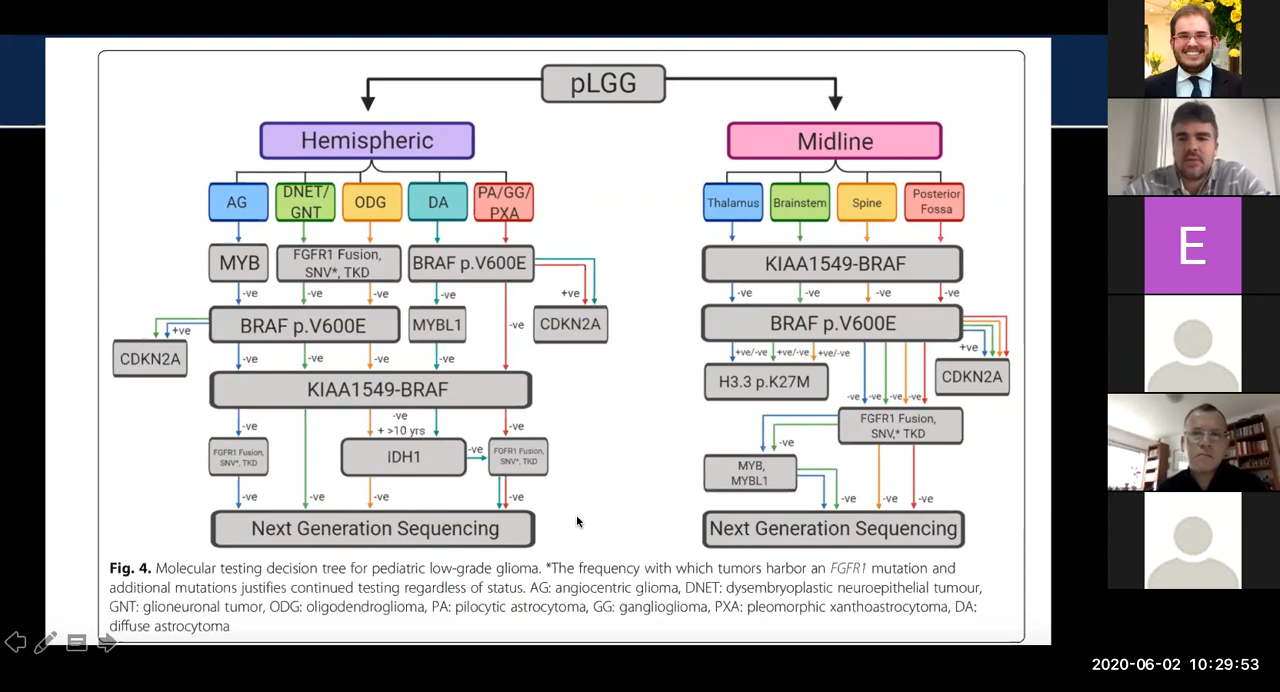 pLGG
Hemispheric
Midline
AG
DNET/
GNT
ODG
DA
PA/GG/
PXA
Thalamus
Brainstem
Spine
Posterior
Fossa
MYB
FGFR1 Fusion,
SNV*, TKD
BRAF p.V600E
KIAA1549-BRAF
-ve
-ve
-ve
-ve
+ve
-ve
-ve
-ve
-ve
+ve
BRAF p.V600E
MYBL1
-ve
CDKN2A
BRAF p.V600E
CDKN2A
-ve
-ve
-ve
-ve
+ve/-ve
+ve/-ve
+ve/-ve
+ve
H3.3 p.K27M
CDKN2A
KIAA1549-BRAF
-ve
-ve
-ve
-ve
-ve
-ve
+ >10 yrs
-ve
FGFR1 Fusion,
SNV,* TKD
FGFR1 Fusion,
SNV*, TKD
IDH1
-ve
FGFR1 Fusion,
SNV*, TKD
-ve
MYB,
MYBL1
-ve
-ve
-ve
-ve
-ve
-ve
-ve
Next Generation Sequencing
Next Generation Sequencing
Fig. 4. Molecular testing decision tree for pediatric low-grade glioma. *The frequency with which tumors harbor an FGFR1 mutation and
additional mutations justifies continued testing regardless of status. AG: angiocentric glioma, DNET: dysembryoplastic neuroepithelial tumour,
GNT: glioneuronal tumor, ODG: oligodendroglioma, PA: pilocytic astrocytoma, GG: ganglioglioma, PXA: pleomorphic xanthoastrocytoma, DA:
diffuse astrocytoma
E
2020-06-02 10:29:53